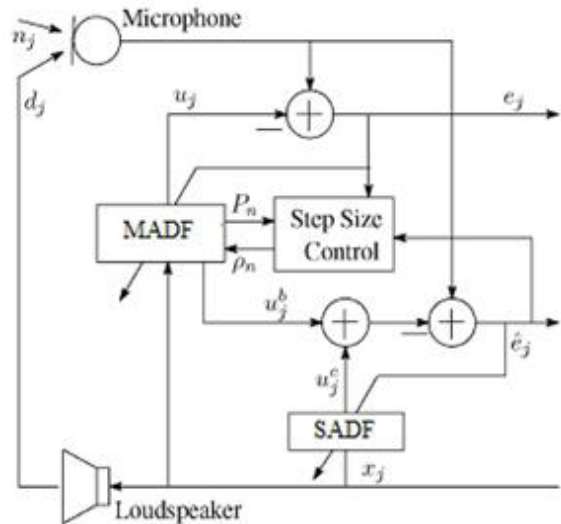 Microphone
n_j
d_j
u_j
e_j
−
+
MADF
P_n
ρ_n
Step Size
Control
u_j^b
+
−
+
ê_j
u_j^e
SADF
x_j
Loudspeaker